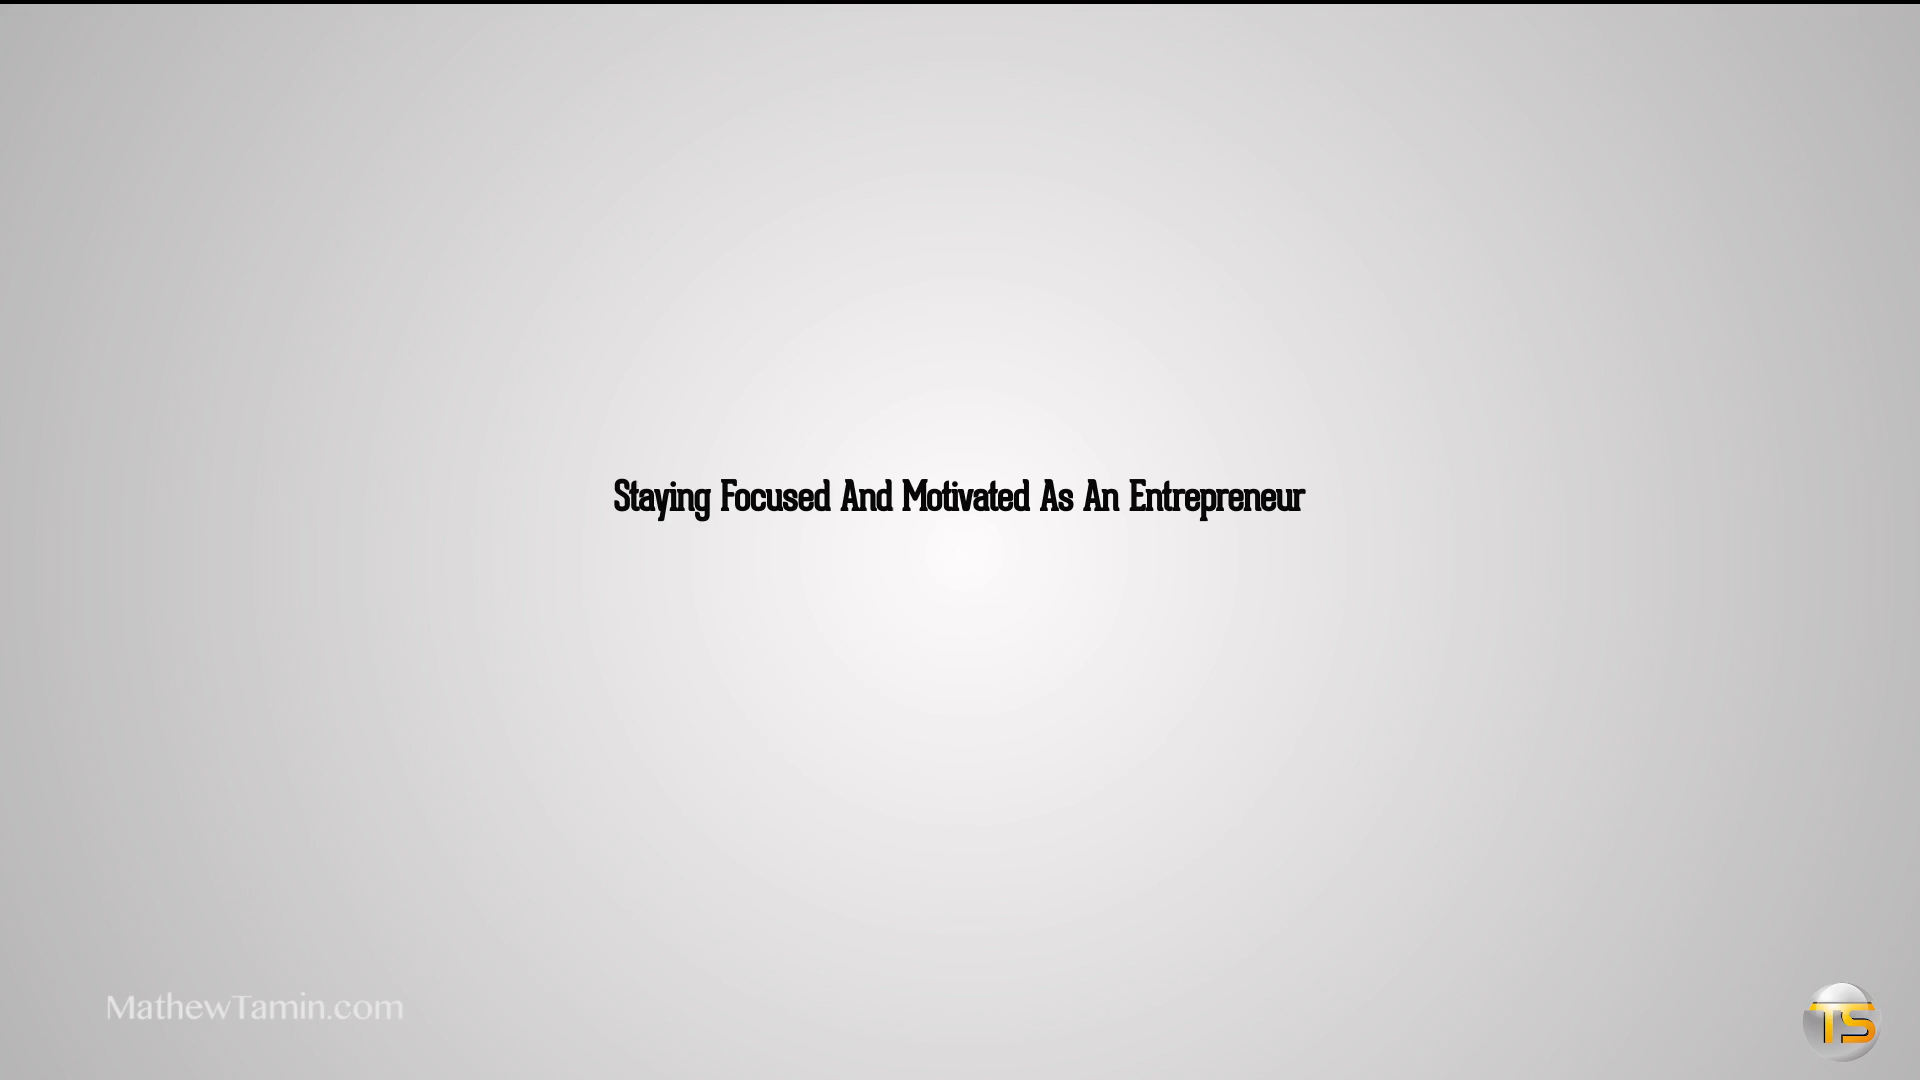 Staying Focused And Motivated As An Entrepreneur
MathewTamin.com
TS